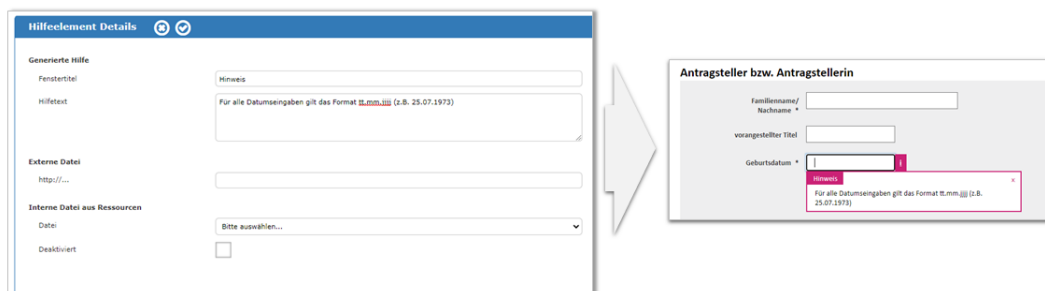 Hilfeelement Details
Generierte Hilfe
Fenstertitel
Hinweis
Hilfetext
Für alle Datumseingaben gilt das Format tt.mm.jjjj (z.B. 25.07.1973)
Externe Datei
http://...
Interne Datei aus Ressourcen
Datei
Bitte auswählen...
Deaktiviert
Antragsteller bzw. Antragstellerin
Familienname/
Nachname *
vorangestellter Titel
Geburtsdatum *
i
Hinweis
x
Für alle Datumseingaben gilt das Format tt.mm.jjjj (z.B.
25.07.1973)